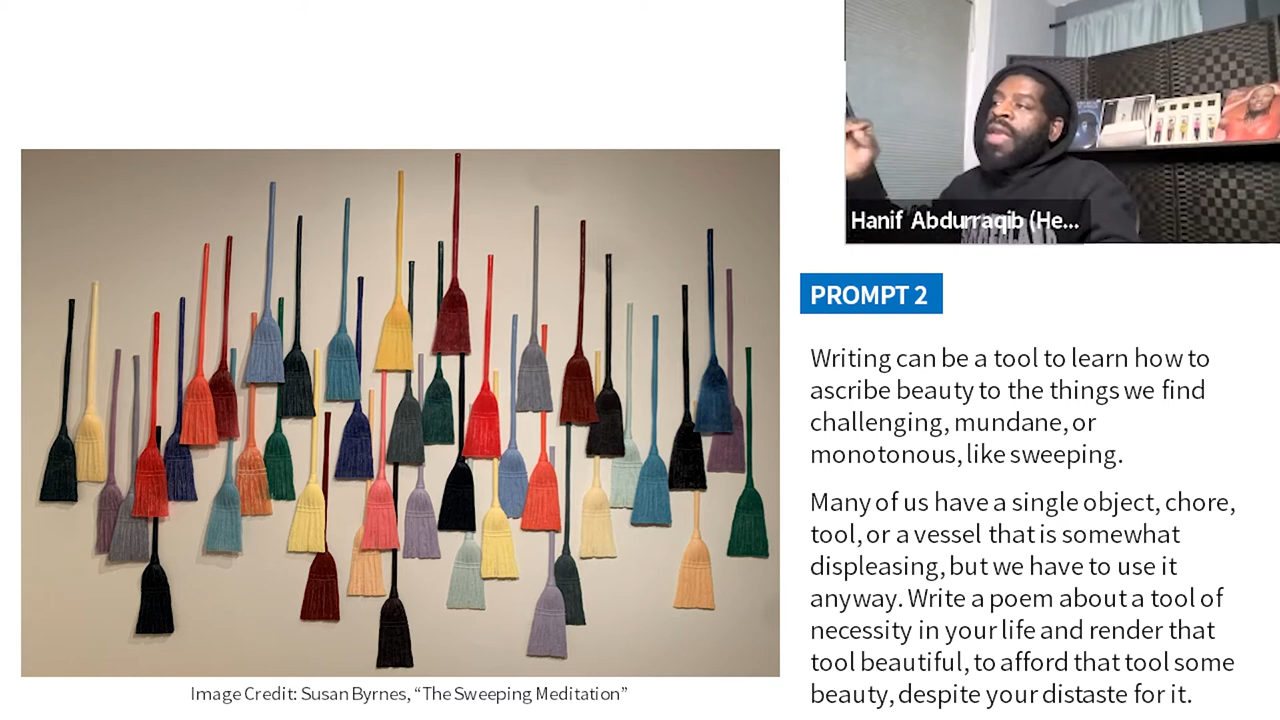 Hanif Abdurraqib (He...
PROMPT 2
Writing can be a tool to learn how to
ascribe beauty to the things we find
challenging, mundane, or
monotonous, like sweeping.
Many of us have a single object, chore,
tool, or a vessel that is somewhat
displeasing, but we have to use it
anyway. Write a poem about a tool of
necessity in your life and render that
tool beautiful, to afford that tool some
beauty, despite your distaste for it.
Image Credit: Susan Byrnes, “The Sweeping Meditation”